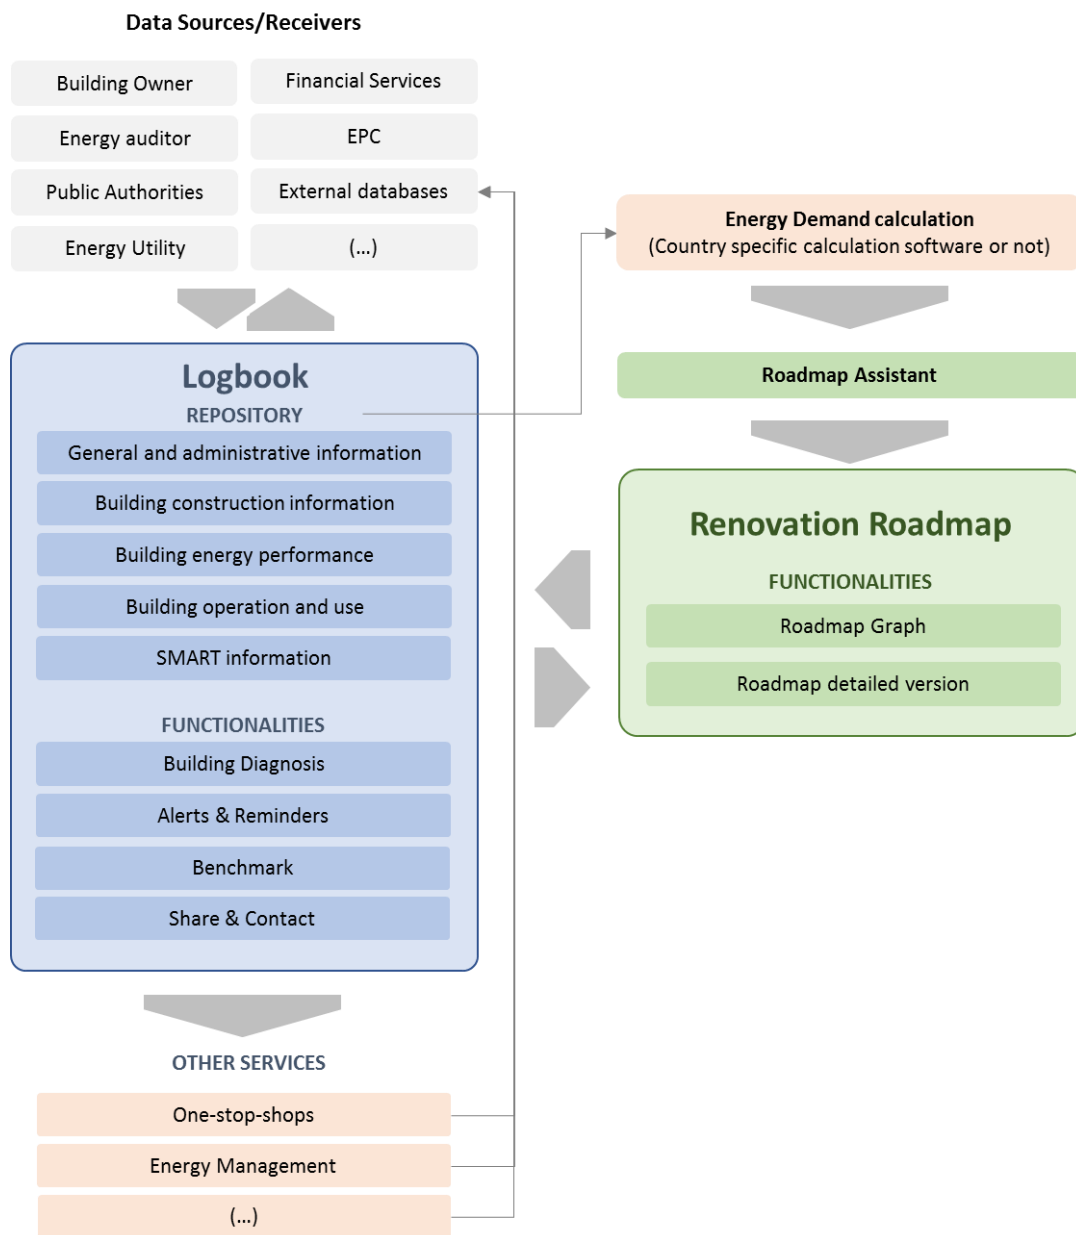 Data Sources/Receivers
Building Owner
Financial Services
Energy auditor
EPC
Public Authorities
External databases
Energy Utility
(...)
Energy Demand calculation
(Country specific calculation software or not)
Roadmap Assistant
Logbook
REPOSITORY
General and administrative information
Building construction information
Building energy performance
Building operation and use
SMART information
FUNCTIONALITIES
Building Diagnosis
Alerts & Reminders
Benchmark
Share & Contact
Renovation Roadmap
FUNCTIONALITIES
Roadmap Graph
Roadmap detailed version
OTHER SERVICES
One-stop-shops
Energy Management
(...)